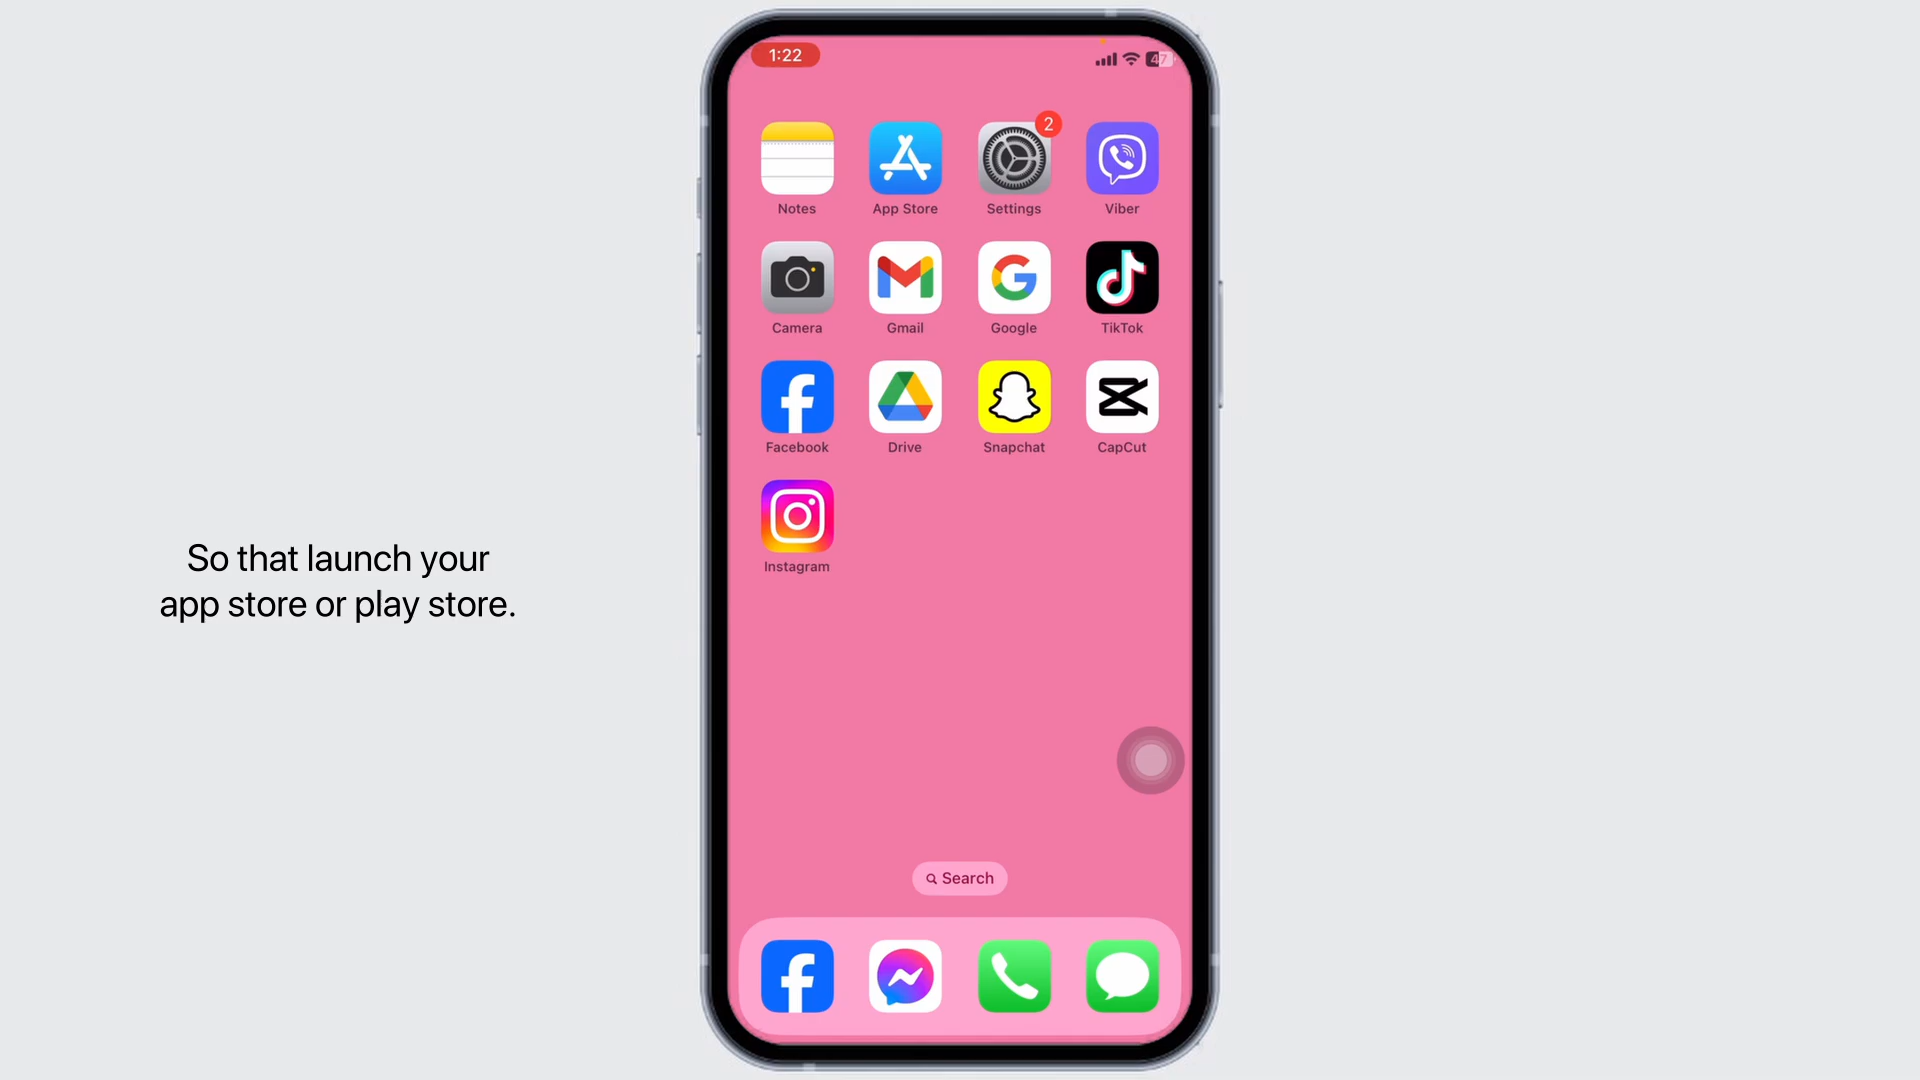 1:22
47
2
Notes
App Store
Settings
Viber
Camera
Gmail
Google
TikTok
Facebook
Drive
Snapchat
CapCut
Instagram
So that launch your
app store or play store.
Search